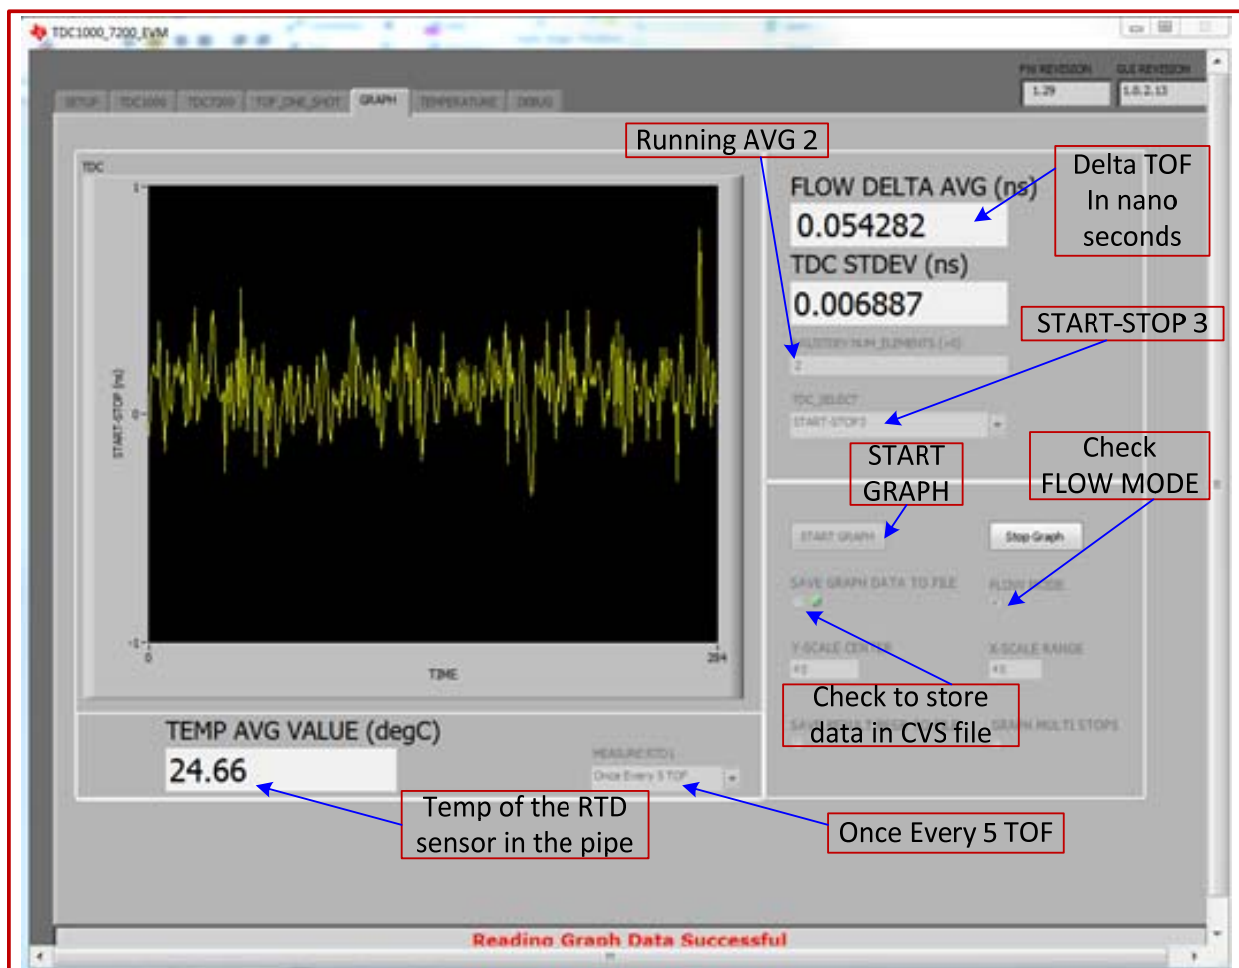 TDC1000_7200_EVM
FW REVISION
GUI REVISION
1.29
1.0.2.13
SETUP
TDC1000
TDC7200
TOF_ONE_SHOT
GRAPH
TEMPERATURE
DEBUG
Running AVG 2
TDC
1
0
-1
START-STOP (ns)
0
284
TIME
FLOW DELTA AVG (ns)
0.054282
Delta TOF
In nano
seconds
TDC STDEV (ns)
0.006887
START-STOP 3
NUM_ELEMENTS (>0)
2
TDC_SELECT
START-STOP3
START
GRAPH
Check
FLOW MODE
START GRAPH
Stop Graph
SAVE GRAPH DATA TO FILE
FLOW MODE
Y-SCALE CENTER
X-SCALE RANGE
Check to store
data in CVS file
GRAPH MULTI STOPS
TEMP AVG VALUE (degC)
24.66
MEASURE RTD1
Once Every 5 TOF
Temp of the RTD
sensor in the pipe
Once Every 5 TOF
Reading Graph Data Successful